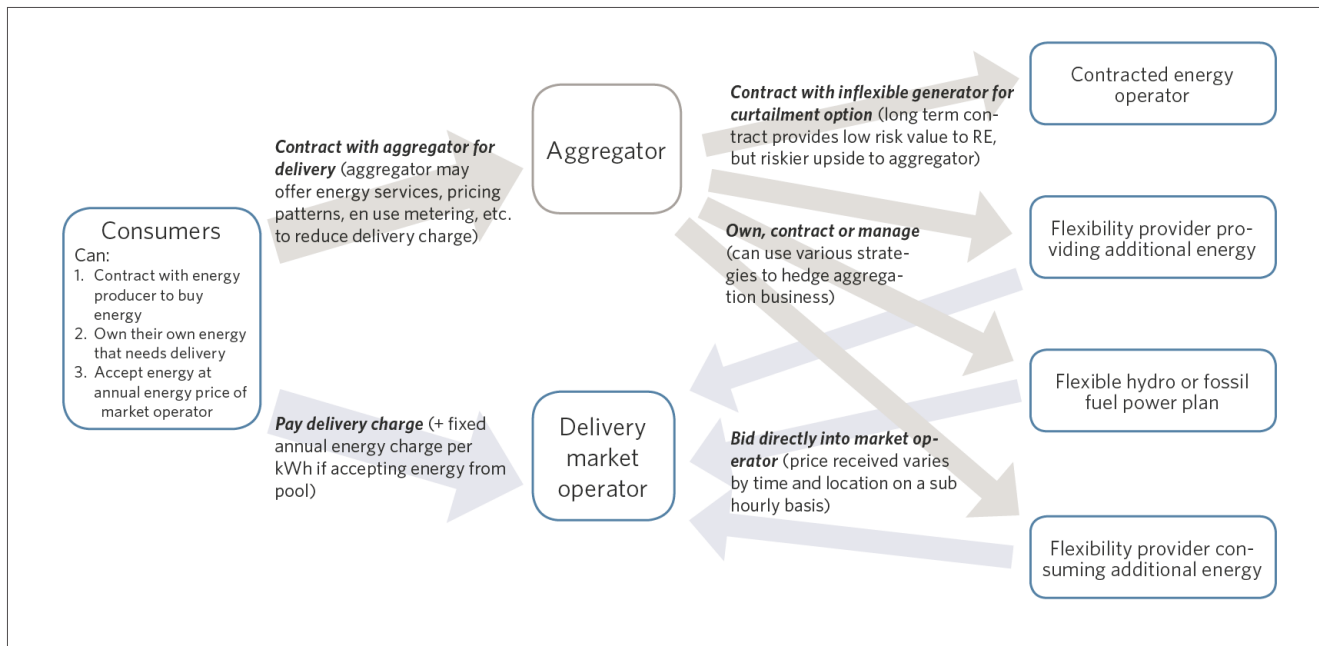 Consumers
Can:
1. Contract with energy
producer to buy
energy
2. Own their own energy
that needs delivery
3. Accept energy at
annual energy price of
market operator
Contract with aggregator for
delivery (aggregator may
offer energy services, pricing
patterns, en use metering, etc.
to reduce delivery charge)
Pay delivery charge (+ fixed
annual energy charge per
kWh if accepting energy from
pool)
Aggregator
Delivery
market
operator
Contract with inflexible generator for
curtailment option (long term con-
tract provides low risk value to RE,
but riskier upside to aggregator)
Own, contract or manage
(can use various strate-
gies to hedge aggrega-
tion business)
Bid directly into market op-
erator (price received varies
by time and location on a sub
hourly basis)
Contracted energy
operator
Flexibility provider pro-
viding additional energy
Flexible hydro or fossil
fuel power plan
Flexibility provider con-
suming additional energy